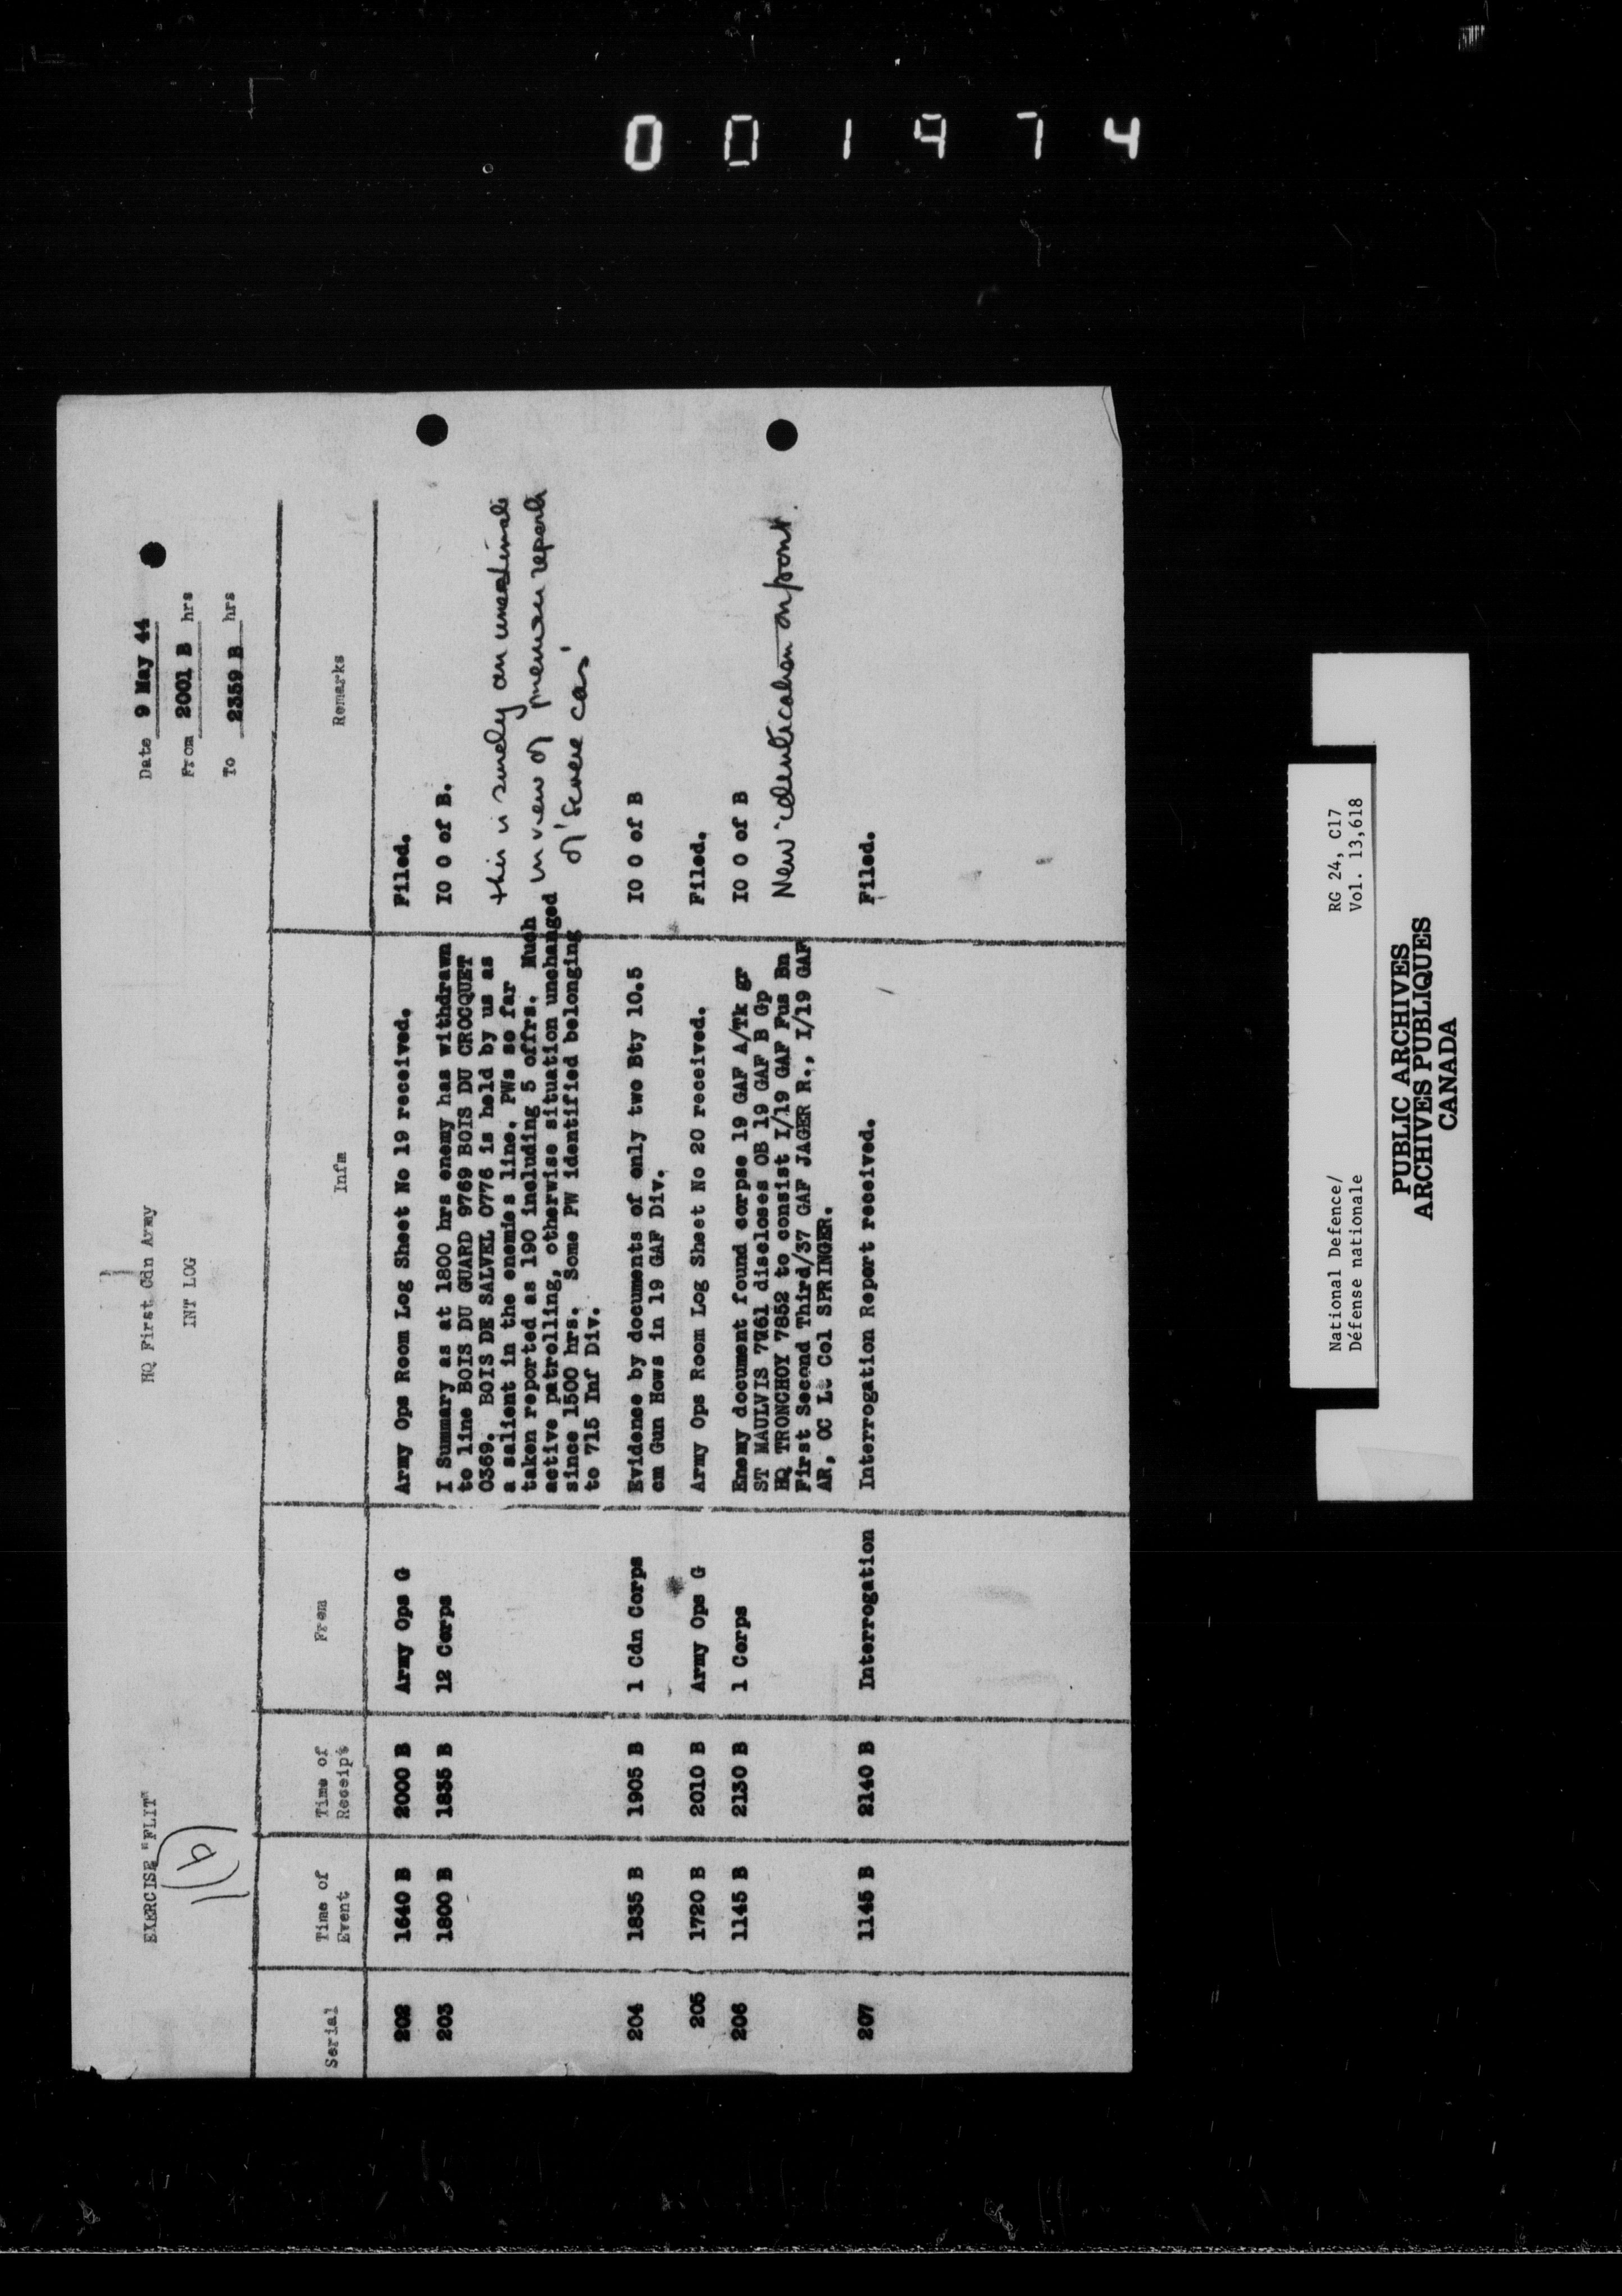 001974
EXERCISE "FLIT"
HQ First Cdn Army
INT LOG
Date 9 May 44
From 2001 B hrs
To 2359 B hrs
Serial
Time of
Event
Time of
Receipt
From
Infm
Remarks
202 1640 B 2000 B Army Ops G Army Ops Room Log Sheet No 19 received. Filed.
203 1800 B 1835 B 12 Corps I Summary as at 1800 hrs enemy has withdrawn IO O of B.
to line BOIS DU GUARD 9769 BOIS DU CROCQUET
0369. BOIS DE SALVEL 0776 is held by us as
a salient in the enemies line. PWs so far
taken reported as 190 including 5 offrs. Much
active patrolling, otherwise situation unchanged
since 1500 hrs. Some PW identified belonging
to 715 Inf Div.
this is surely an
in view of previous reports
of 'severe cas'
204 1835 B 1905 B 1 Cdn Corps Evidence by documents of only two Bty 10.5 IO O of B
cm Gun Hows in 19 GAF Div.
205 1720 B 2010 B Army Ops G Army Ops Room Log Sheet No 20 received. Filed.
206 1145 B 2130 B 1 Corps Enemy document found corpse 19 GAF A/Tk gr IO O of B
ST MAULVIS 7761 discloses OB 19 GAF B Gp
HQ TRONCHOY 7852 to consist I/19 GAF Fus Bn
First Second Third/37 GAF JAGER R., I/19 GAF
AR, OC Lt Col SPRINGER.
New identification on front.
207 1145 B 2140 B Interrogation Interrogation Report received. Filed.
National Defence/
Défense nationale
RG 24, C17
Vol. 13,618
PUBLIC ARCHIVES
ARCHIVES PUBLIQUES
CANADA